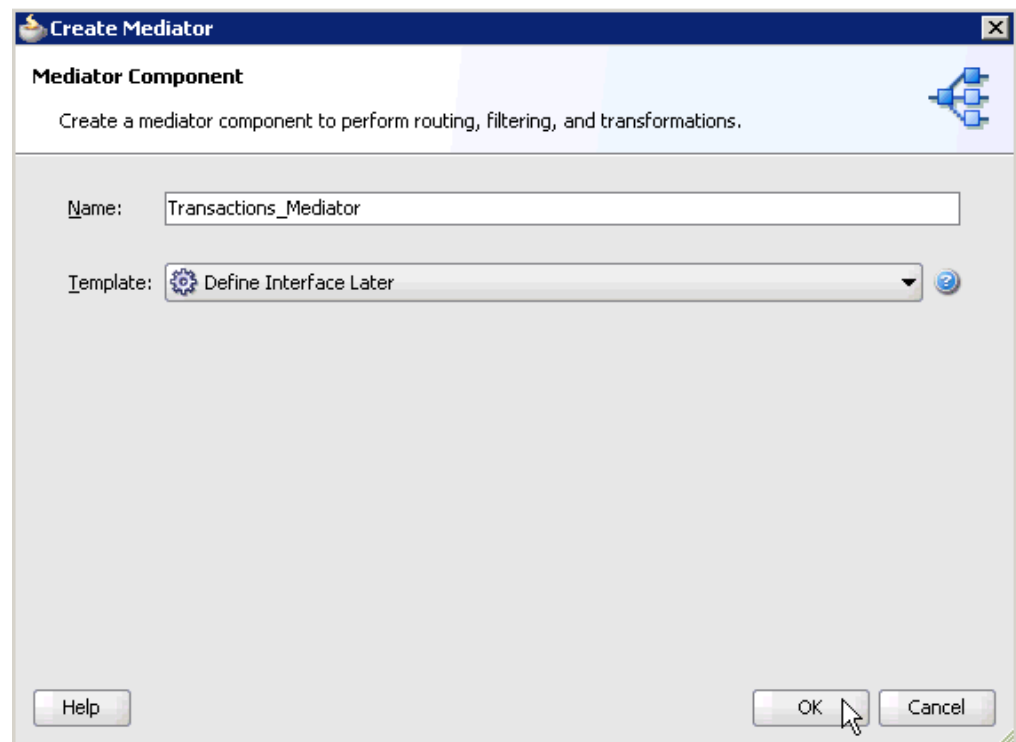 Create Mediator
Mediator Component
Create a mediator component to perform routing, filtering, and transformations.
Name: Transactions_Mediator
Template: Define Interface Later
Help OK Cancel